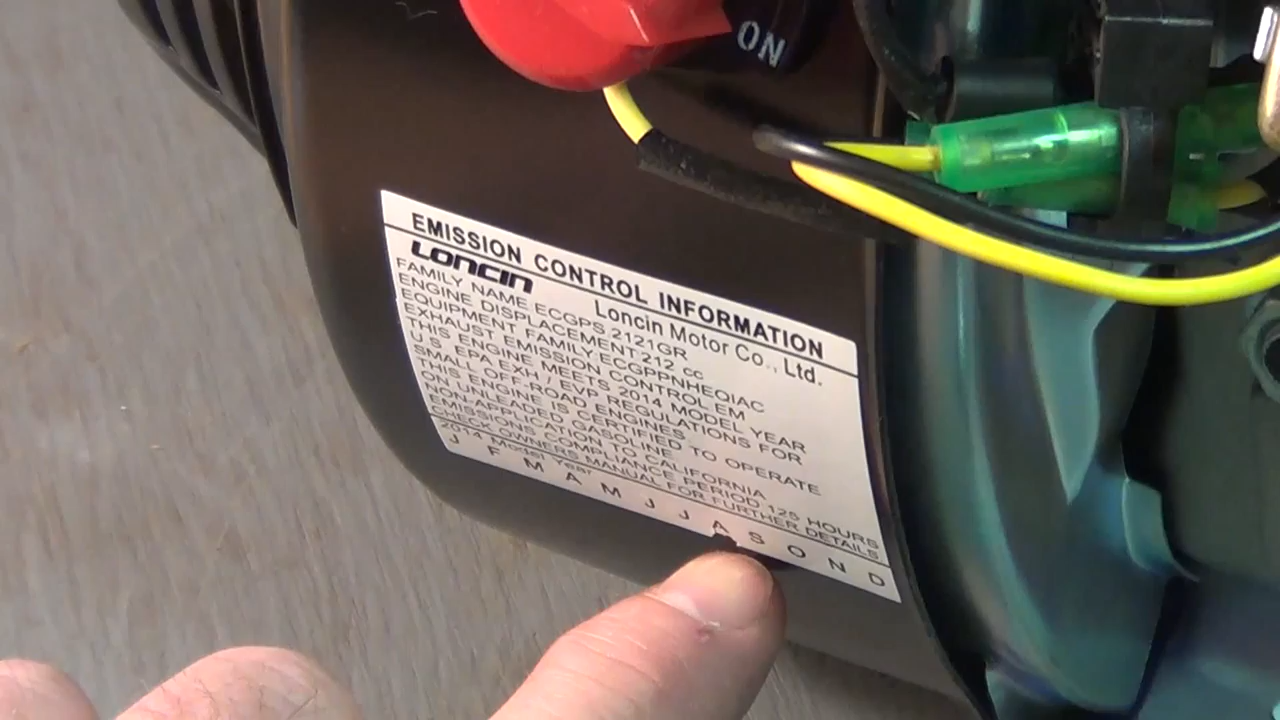 ON
EMISSION CONTROL INFORMATION
LONCIN
Loncin Motor Co., Ltd.
FAMILY NAME ECGPS.2121GR
ENGINE DISPLACEMENT 212 cc
EQUIPMENT FAMILY ECGPPNHEQIAC
EXHAUST EMISSION CONTROL EM
THIS ENGINE MEETS 2014 MODEL YEAR
U.S. EPA EXH / EVP REGULATIONS FOR
SMALL OFF-ROAD ENGINES
THIS ENGINE IS CERTIFIED TO OPERATE
ON UNLEADED GASOLINE
NON-APPLICATION TO CALIFORNIA
EMISSIONS COMPLIANCE PERIOD 125 HOURS
CHECK OWNERS MANUAL FOR FURTHER DETAILS
2014 Model Year
J F M A M J J A S O N D